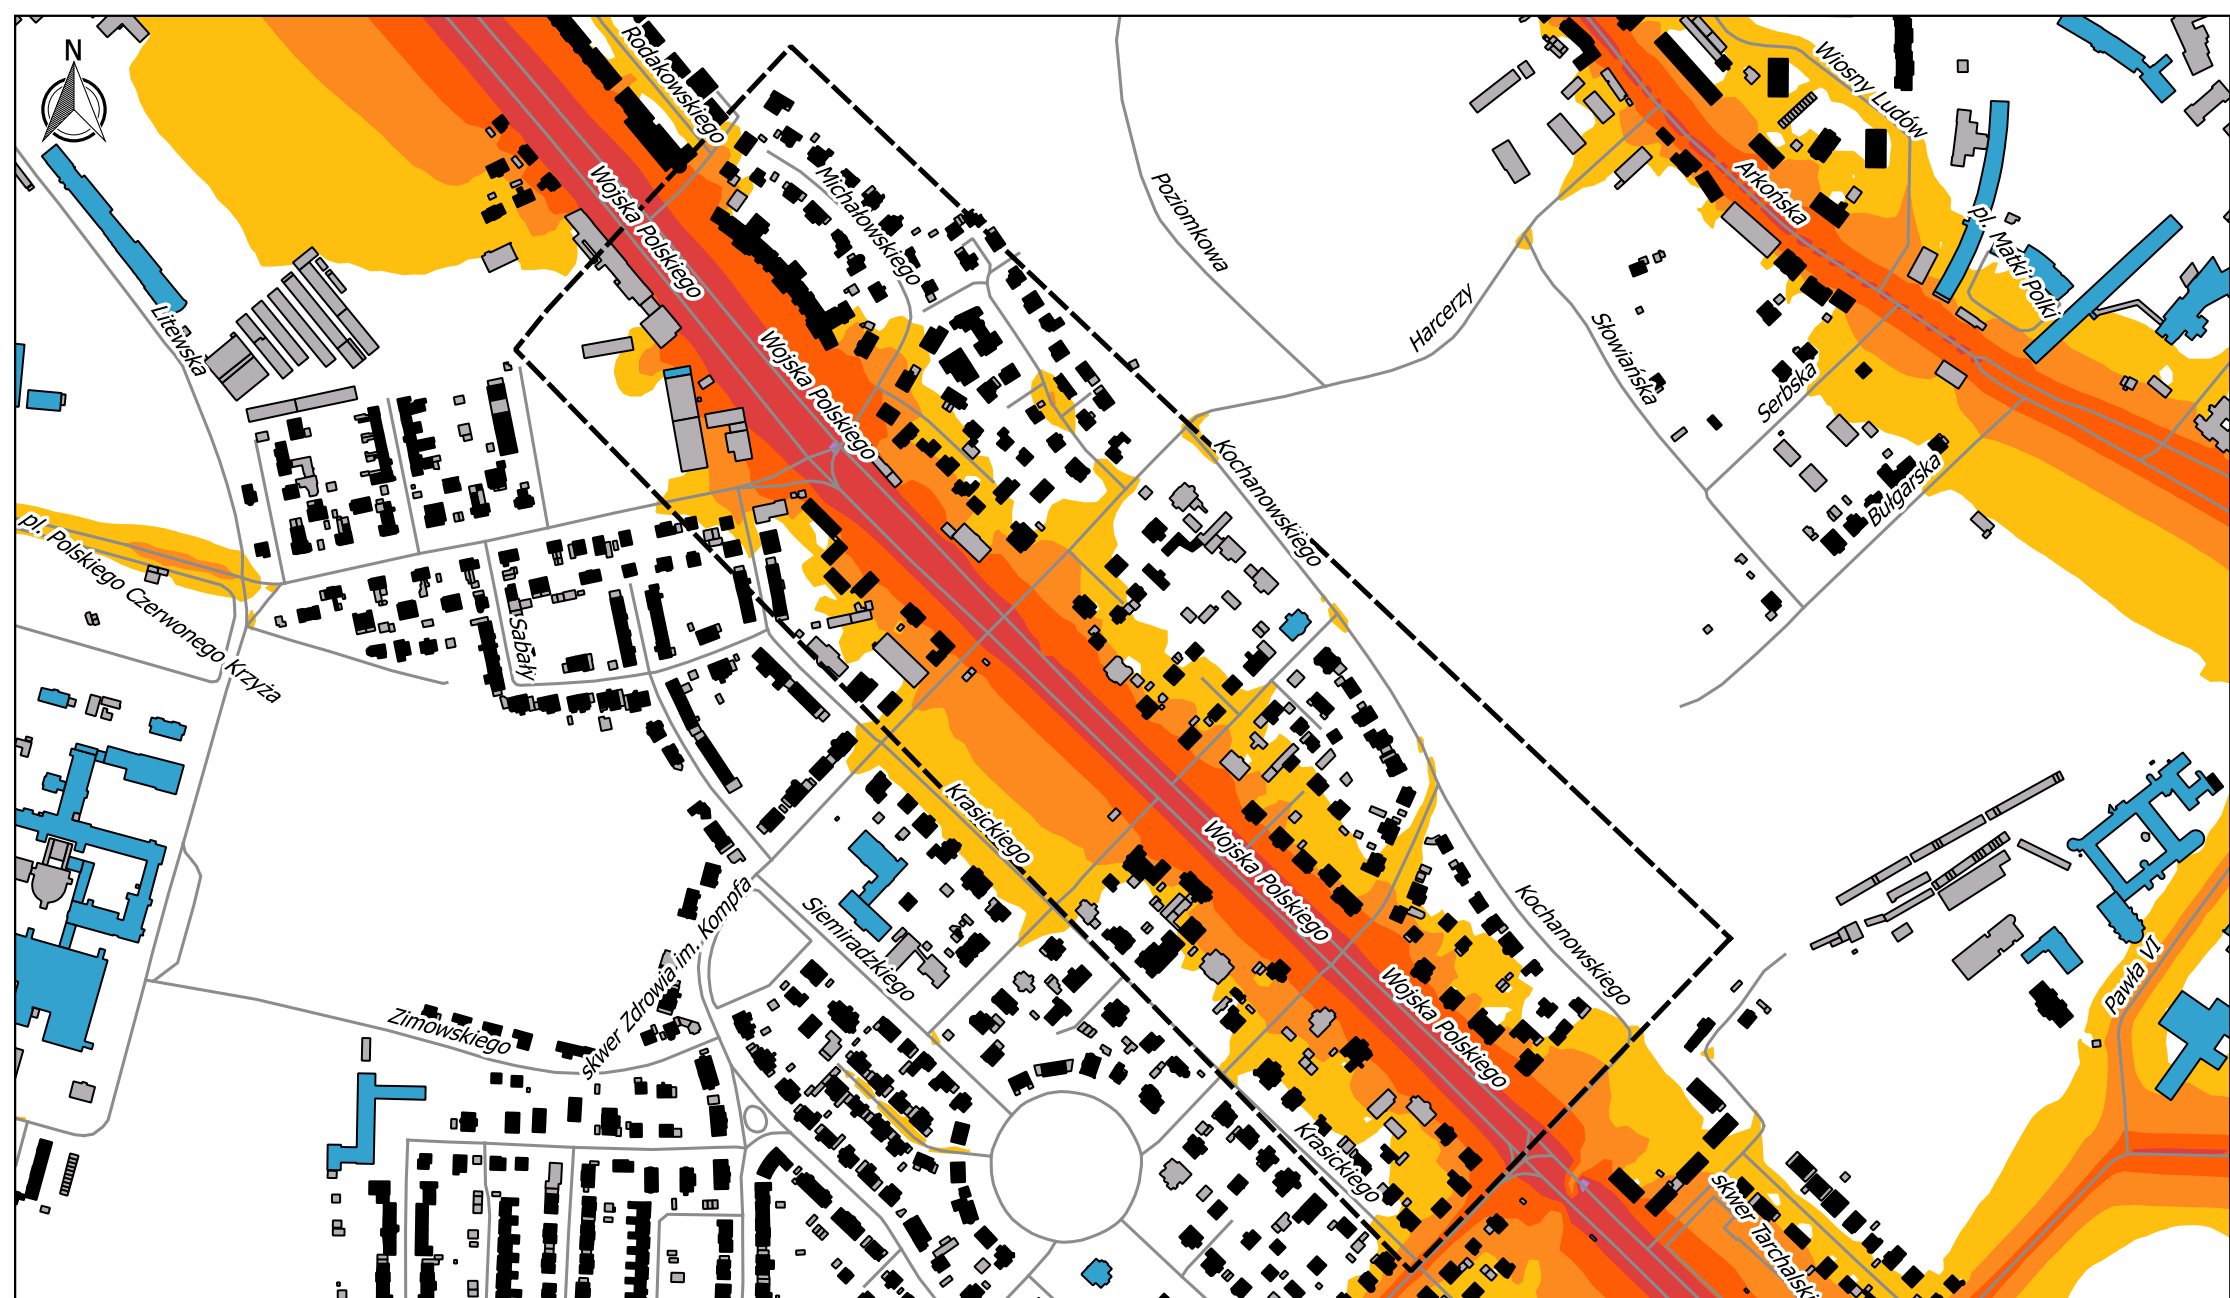 N
Rodakowskiego
Wiosny Ludów
Wojska Polskiego
Michałowskiego
Poziomkowa
Arkońska
pl. Matki Polki
Litewska
Wojska Polskiego
Harcerzy
Słowiańska
Serbska
Kochanowskiego
Bułgarska
pl. Polskiego Czerwonego Krzyża
Sabały
Krasickiego
Wojska Polskiego
Siemiradzkiego
Kochanowskiego
skwer Zdrowia im. Kompfa
Zimowskiego
Wojska Polskiego
Pawła VI
Krasickiego
skwer Tarchalski